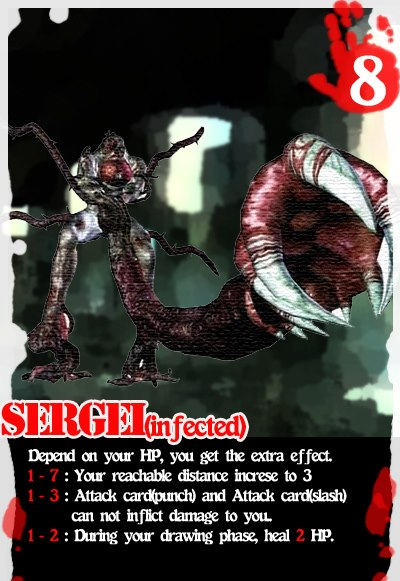 8
SERGEI(infected)
Depend on your HP, you get the extra effect.
1 - 7 : Your reachable distance increse to 3
1 - 3 : Attack card(punch) and Attack card(slash)
can not inflict damage to you.
1 - 2 : During your drawing phase, heal 2 HP.